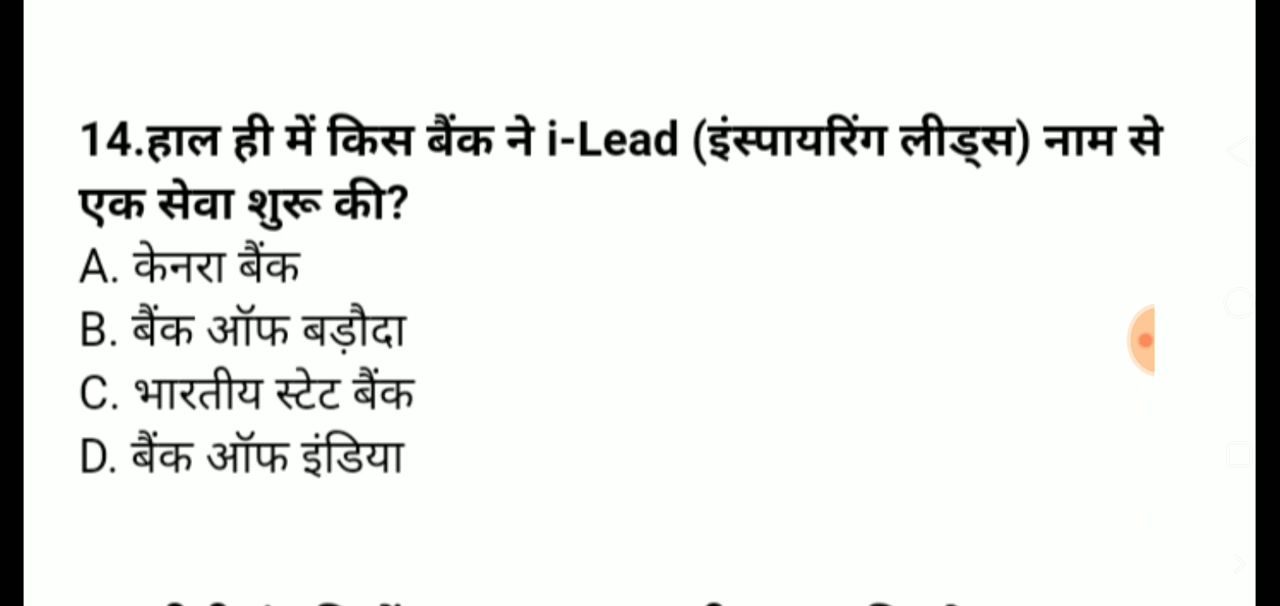 14.हाल ही में किस बैंक ने i-Lead (इंस्पायरिंग लीड्स) नाम से
एक सेवा शुरू की?
A. केनरा बैंक
B. बैंक ऑफ बड़ौदा
C. भारतीय स्टेट बैंक
D. बैंक ऑफ इंडिया